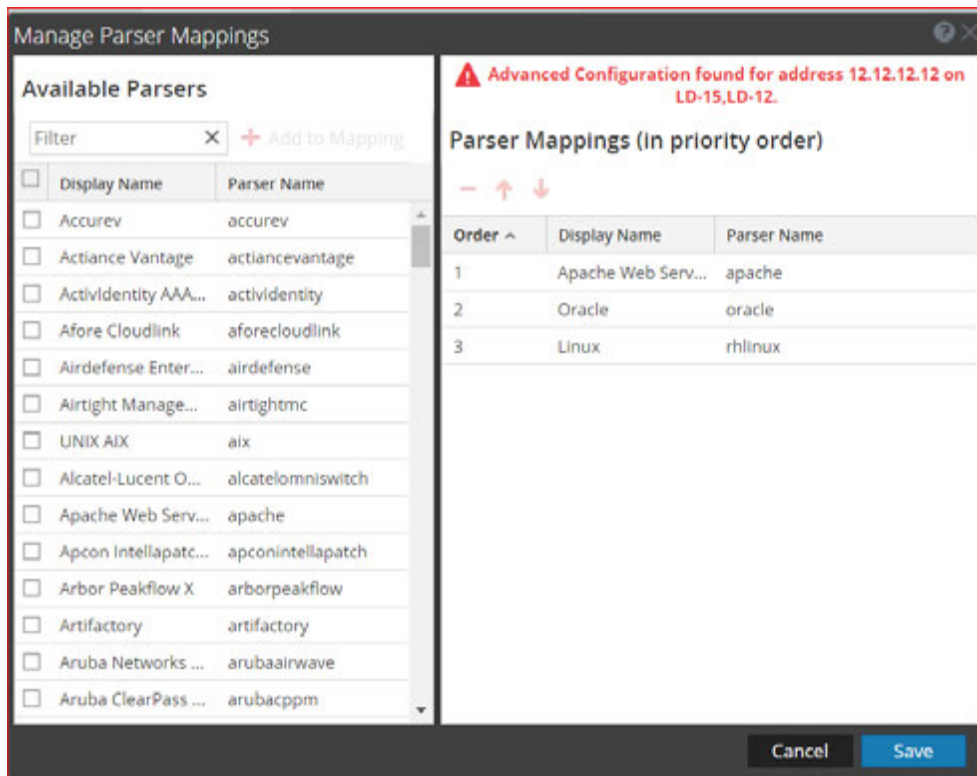 Manage Parser Mappings
Available Parsers
Filter
Add to Mapping
Display Name Parser Name
Accurev accurev
Actiance Vantage actiancevantage
ActivIdentity AAA... actividentity
Afore Cloudlink aforecloudlink
Airdefense Enter... airdefense
Airtight Manage... airtightmc
UNIX AIX aix
Alcatel-Lucent O... alcatelomniswitch
Apache Web Serv... apache
Apcon Intellapatc... apconintellapatch
Arbor Peakflow X arborpeakflow
Artifactory artifactory
Aruba Networks ... arubaairwave
Aruba ClearPass ... arubacppm
Advanced Configuration found for address 12.12.12.12 on
LD-15,LD-12.
Parser Mappings (in priority order)
Order Display Name Parser Name
1 Apache Web Serv... apache
2 Oracle oracle
3 Linux rhlinux
Cancel Save